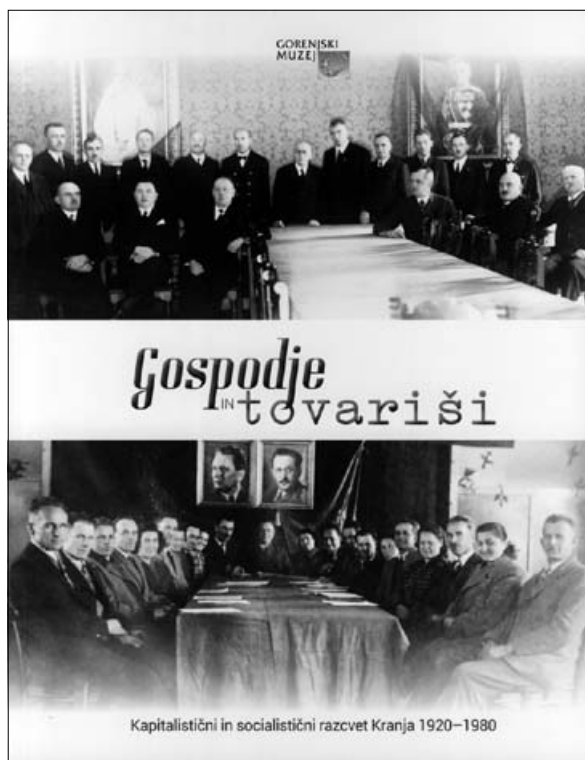 GORENJSKI
MUZEJ
Gospodje
IN tovariši
Kapitalistični in socialistični razcvet Kranja 1920–1980